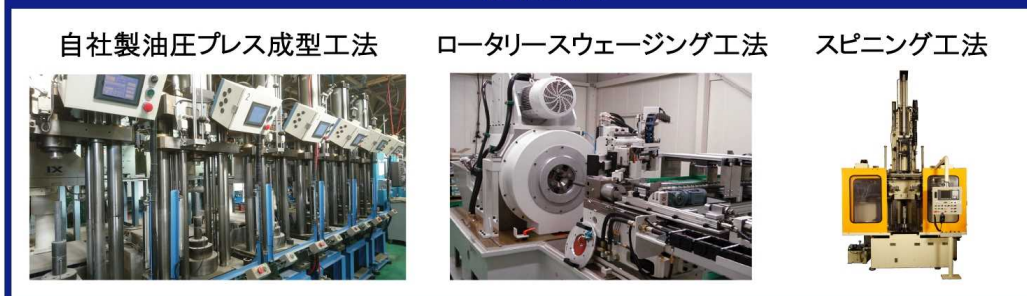 自社製油圧プレス成型工法
ロータリースウェージング工法
スピニング工法
IX